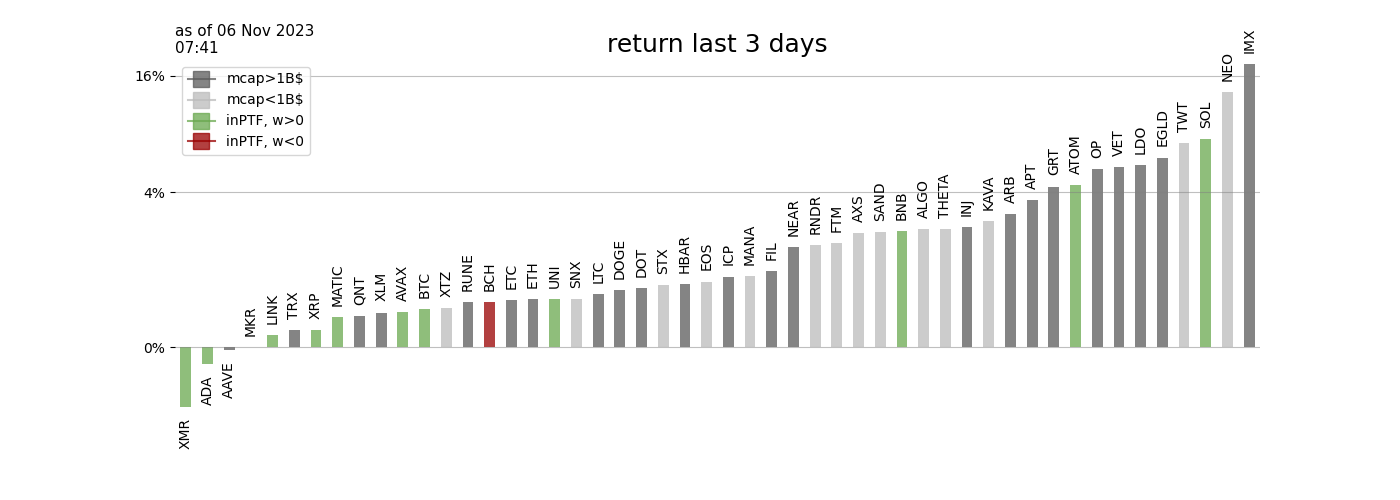 as of 06 Nov 2023
07:41
return last 3 days
mcap>1B$
mcap<1B$
inPTF, w>0
inPTF, w<0
16%
4%
0%
XMR
ADA
AAVE
MKR
LINK
TRX
XRP
MATIC
QNT
XLM
AVAX
BTC
XTZ
RUNE
BCH
ETC
ETH
UNI
SNX
LTC
DOGE
DOT
STX
HBAR
EOS
ICP
MANA
FIL
NEAR
RNDR
FTM
AXS
SAND
BNB
ALGO
THETA
INJ
KAVA
ARB
APT
GRT
ATOM
OP
VET
LDO
EGLD
TWT
SOL
NEO
IMX